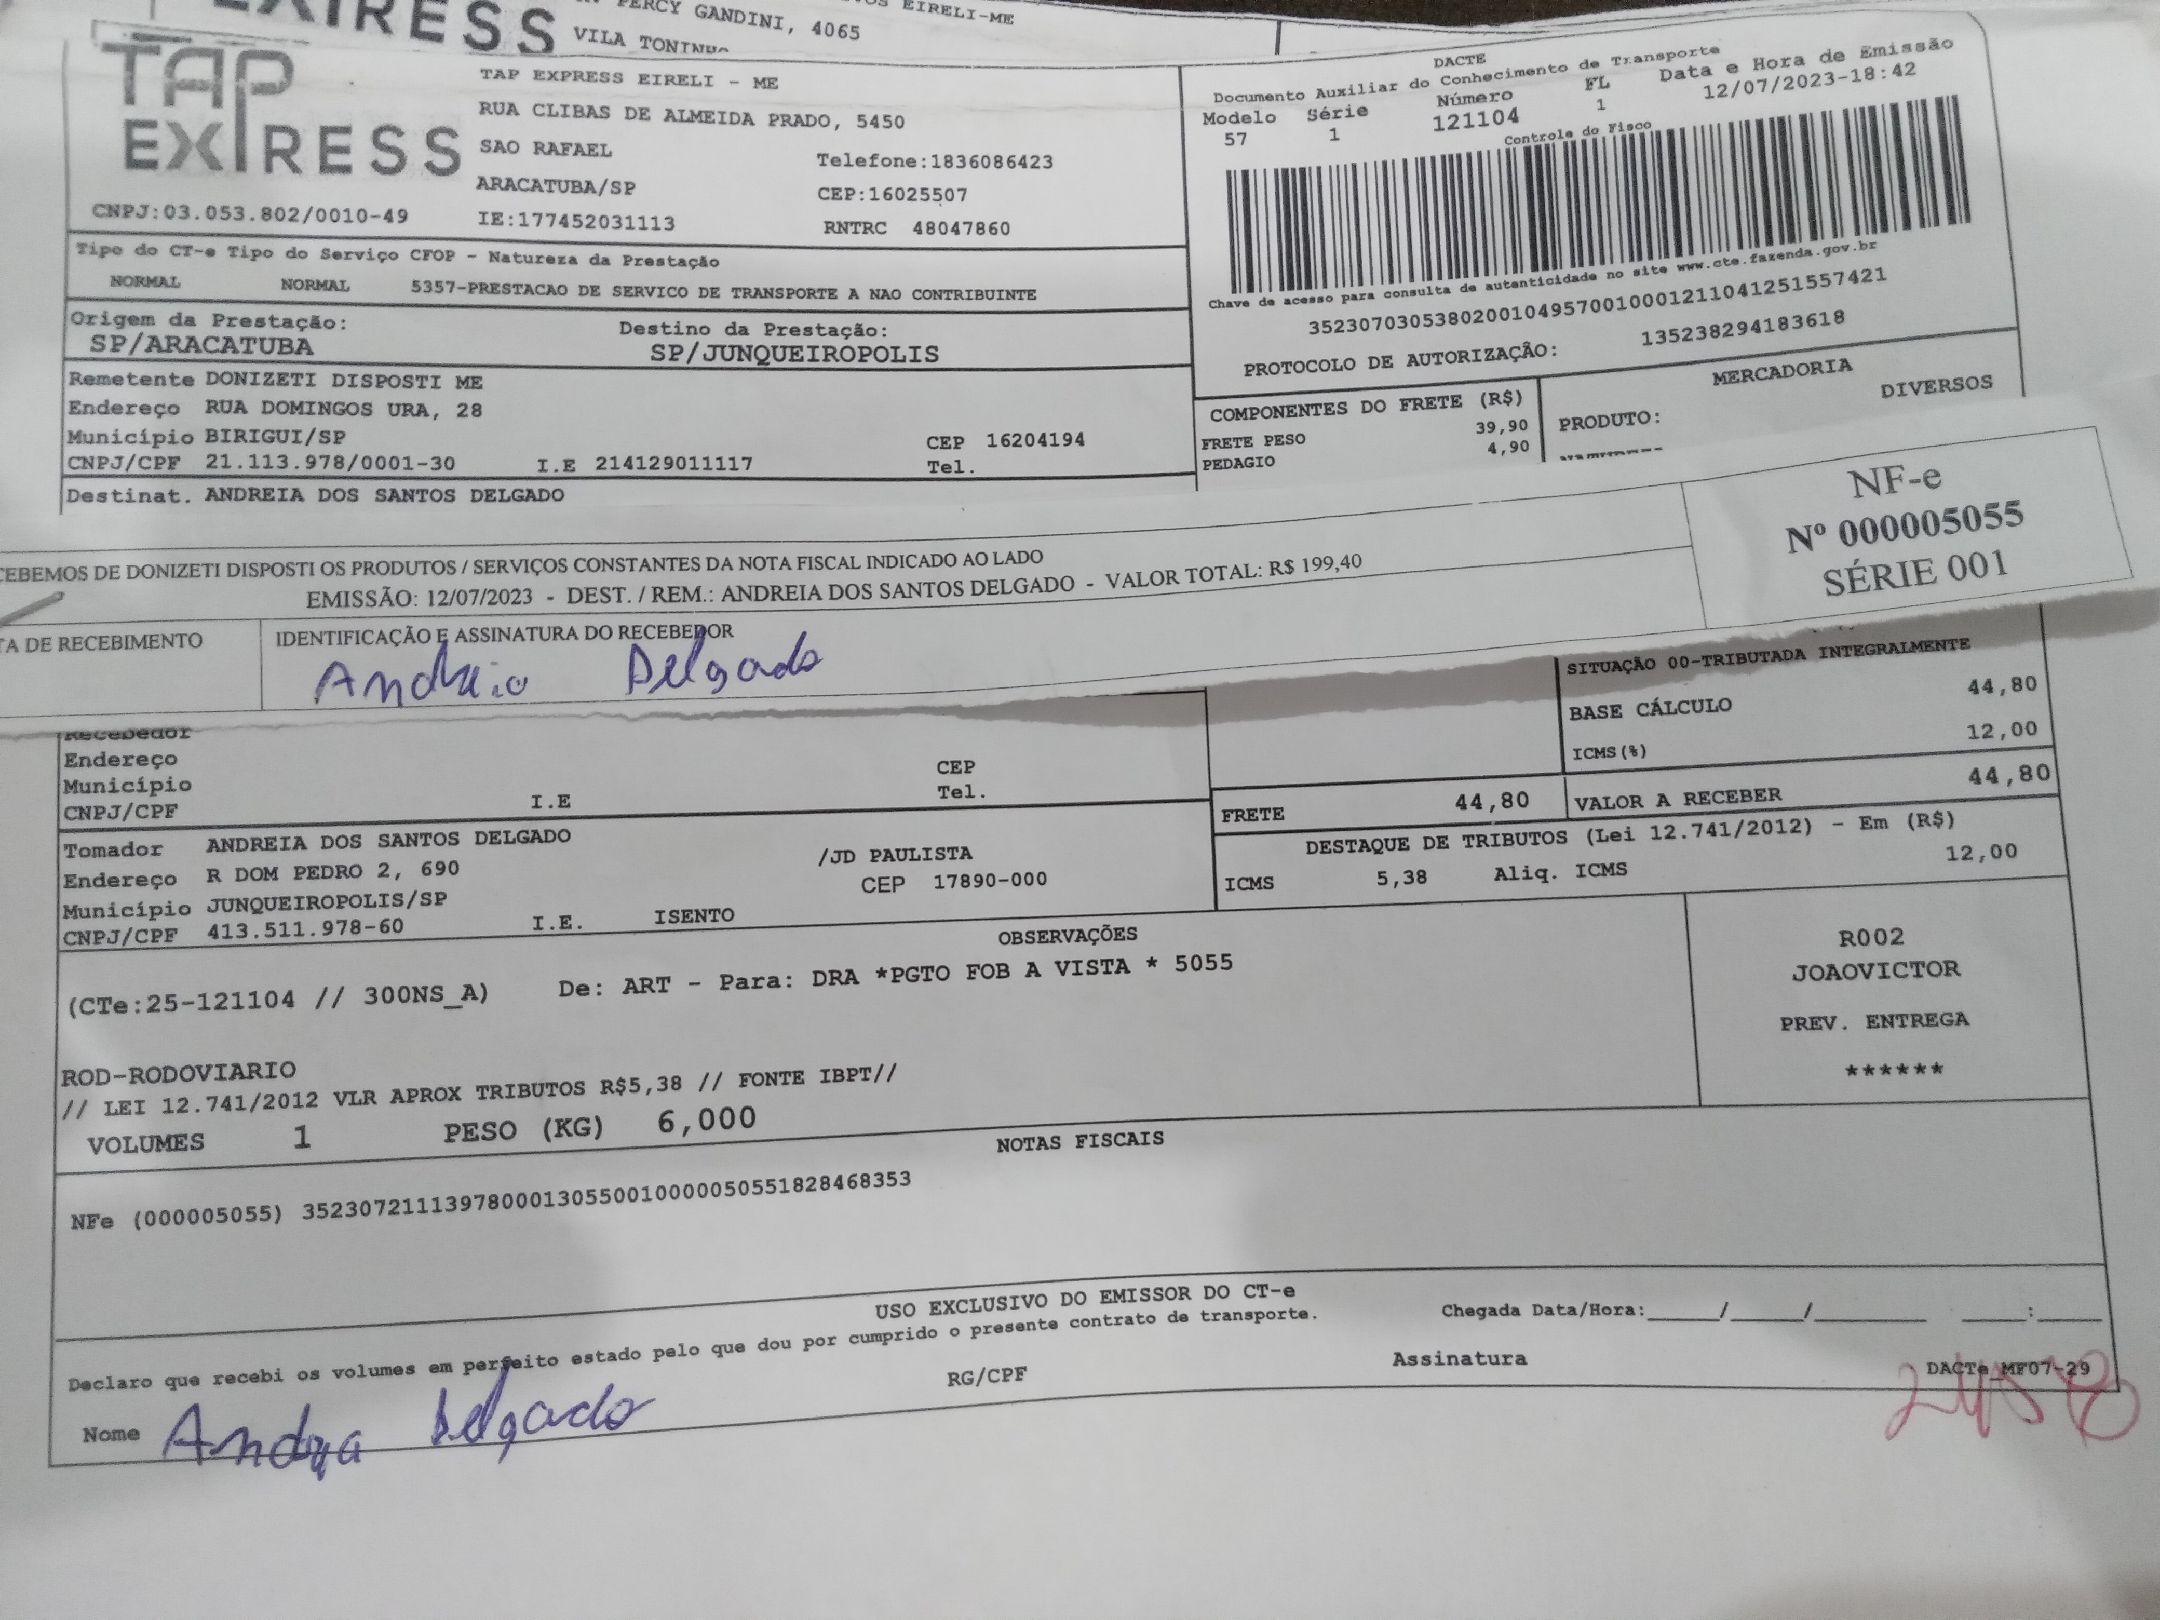 EXPRESS
PERCY GANDINI, 4065
EIRELI-ME
VILA TONINHO
TAP EXPRESS
TAP EXPRESS EIRELI - ME
RUA CLIBAS DE ALMEIDA PRADO, 5450
SAO RAFAEL
Telefone:1836086423
ARACATUBA/SP
CEP:16025507
CNPJ:03.053.802/0010-49
IE:177452031113
RNTRC 48047860
DACTE
Documento Auxiliar do Conhecimento de Transporte
Modelo Série Número FL Data e Hora de Emissão
57 1 121104 1 12/07/2023-18:42
Controle do Fisco
Chave de acesso para consulta de autenticidade no site www.cte.fazenda.gov.br
35230703053802001049570010001211041251557421
PROTOCOLO DE AUTORIZAÇÃO: 135238294183618
Tipo do CT-e Tipo do Serviço CFOP - Natureza da Prestação
NORMAL NORMAL 5357-PRESTACAO DE SERVICO DE TRANSPORTE A NAO CONTRIBUINTE
Origem da Prestação: Destino da Prestação:
SP/ARACATUBA SP/JUNQUEIROPOLIS
Remetente DONIZETI DISPOSTI ME
Endereço RUA DOMINGOS URA, 28
Município BIRIGUI/SP CEP 16204194
CNPJ/CPF 21.113.978/0001-30 I.E 214129011117 Tel.
Destinat. ANDREIA DOS SANTOS DELGADO
COMPONENTES DO FRETE (R$)
FRETE PESO 39,90
PEDAGIO 4,90
MERCADORIA
PRODUTO: DIVERSOS
CEBEMOS DE DONIZETI DISPOSTI OS PRODUTOS / SERVIÇOS CONSTANTES DA NOTA FISCAL INDICADO AO LADO
EMISSÃO: 12/07/2023 - DEST. / REM.: ANDREIA DOS SANTOS DELGADO - VALOR TOTAL: R$ 199,40
NF-e
Nº 000005055
SÉRIE 001
TA DE RECEBIMENTO
IDENTIFICAÇÃO E ASSINATURA DO RECEBEDOR
Andreia Delgado
SITUAÇÃO 00-TRIBUTADA INTEGRALMENTE
BASE CÁLCULO 44,80
ICMS(%) 12,00
Recebedor
Endereço
Município CEP
CNPJ/CPF I.E Tel.
FRETE 44,80 VALOR A RECEBER 44,80
DESTAQUE DE TRIBUTOS (Lei 12.741/2012) - Em (R$)
ICMS 5,38 Aliq. ICMS 12,00
Tomador ANDREIA DOS SANTOS DELGADO
Endereço R DOM PEDRO 2, 690 /JD PAULISTA
Município JUNQUEIROPOLIS/SP CEP 17890-000
CNPJ/CPF 413.511.978-60 I.E. ISENTO
OBSERVAÇÕES
(CTe:25-121104 // 300NS_A) De: ART - Para: DRA *PGTO FOB A VISTA * 5055
ROD-RODOVIARIO
// LEI 12.741/2012 VLR APROX TRIBUTOS R$5,38 // FONTE IBPT//
VOLUMES 1 PESO (KG) 6,000
R002
JOAOVICTOR
PREV. ENTREGA
******
NOTAS FISCAIS
NFe (000005055) 35230721113978000130550010000050551828468353
USO EXCLUSIVO DO EMISSOR DO CT-e
Declaro que recebi os volumes em perfeito estado pelo que dou por cumprido o presente contrato de transporte.
Chegada Data/Hora:_____/_____/________ _____:_____
Nome Andreia Delgado RG/CPF Assinatura
DACTe_MF07-29